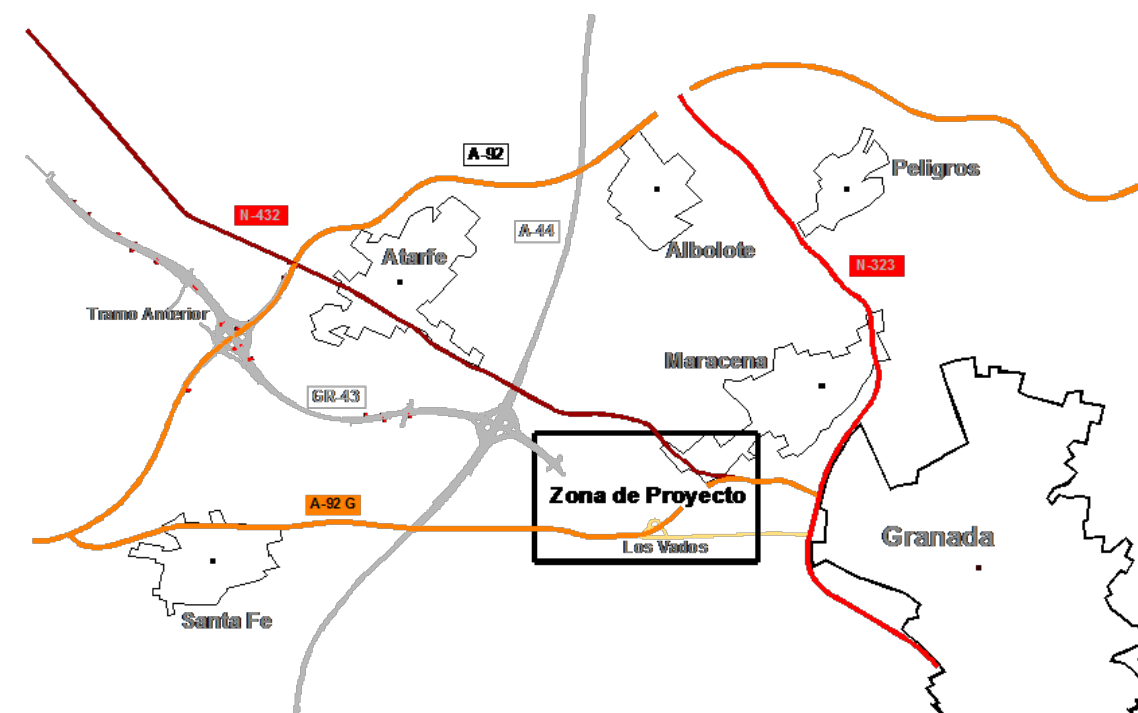 A-92
Peligros
N-432
A-44
Albolote
Atarfe
N-323
Tramo Anterior
Maracena
GR-43
Zona de Proyecto
A-92 G
Granada
Los Vados
Santa Fe